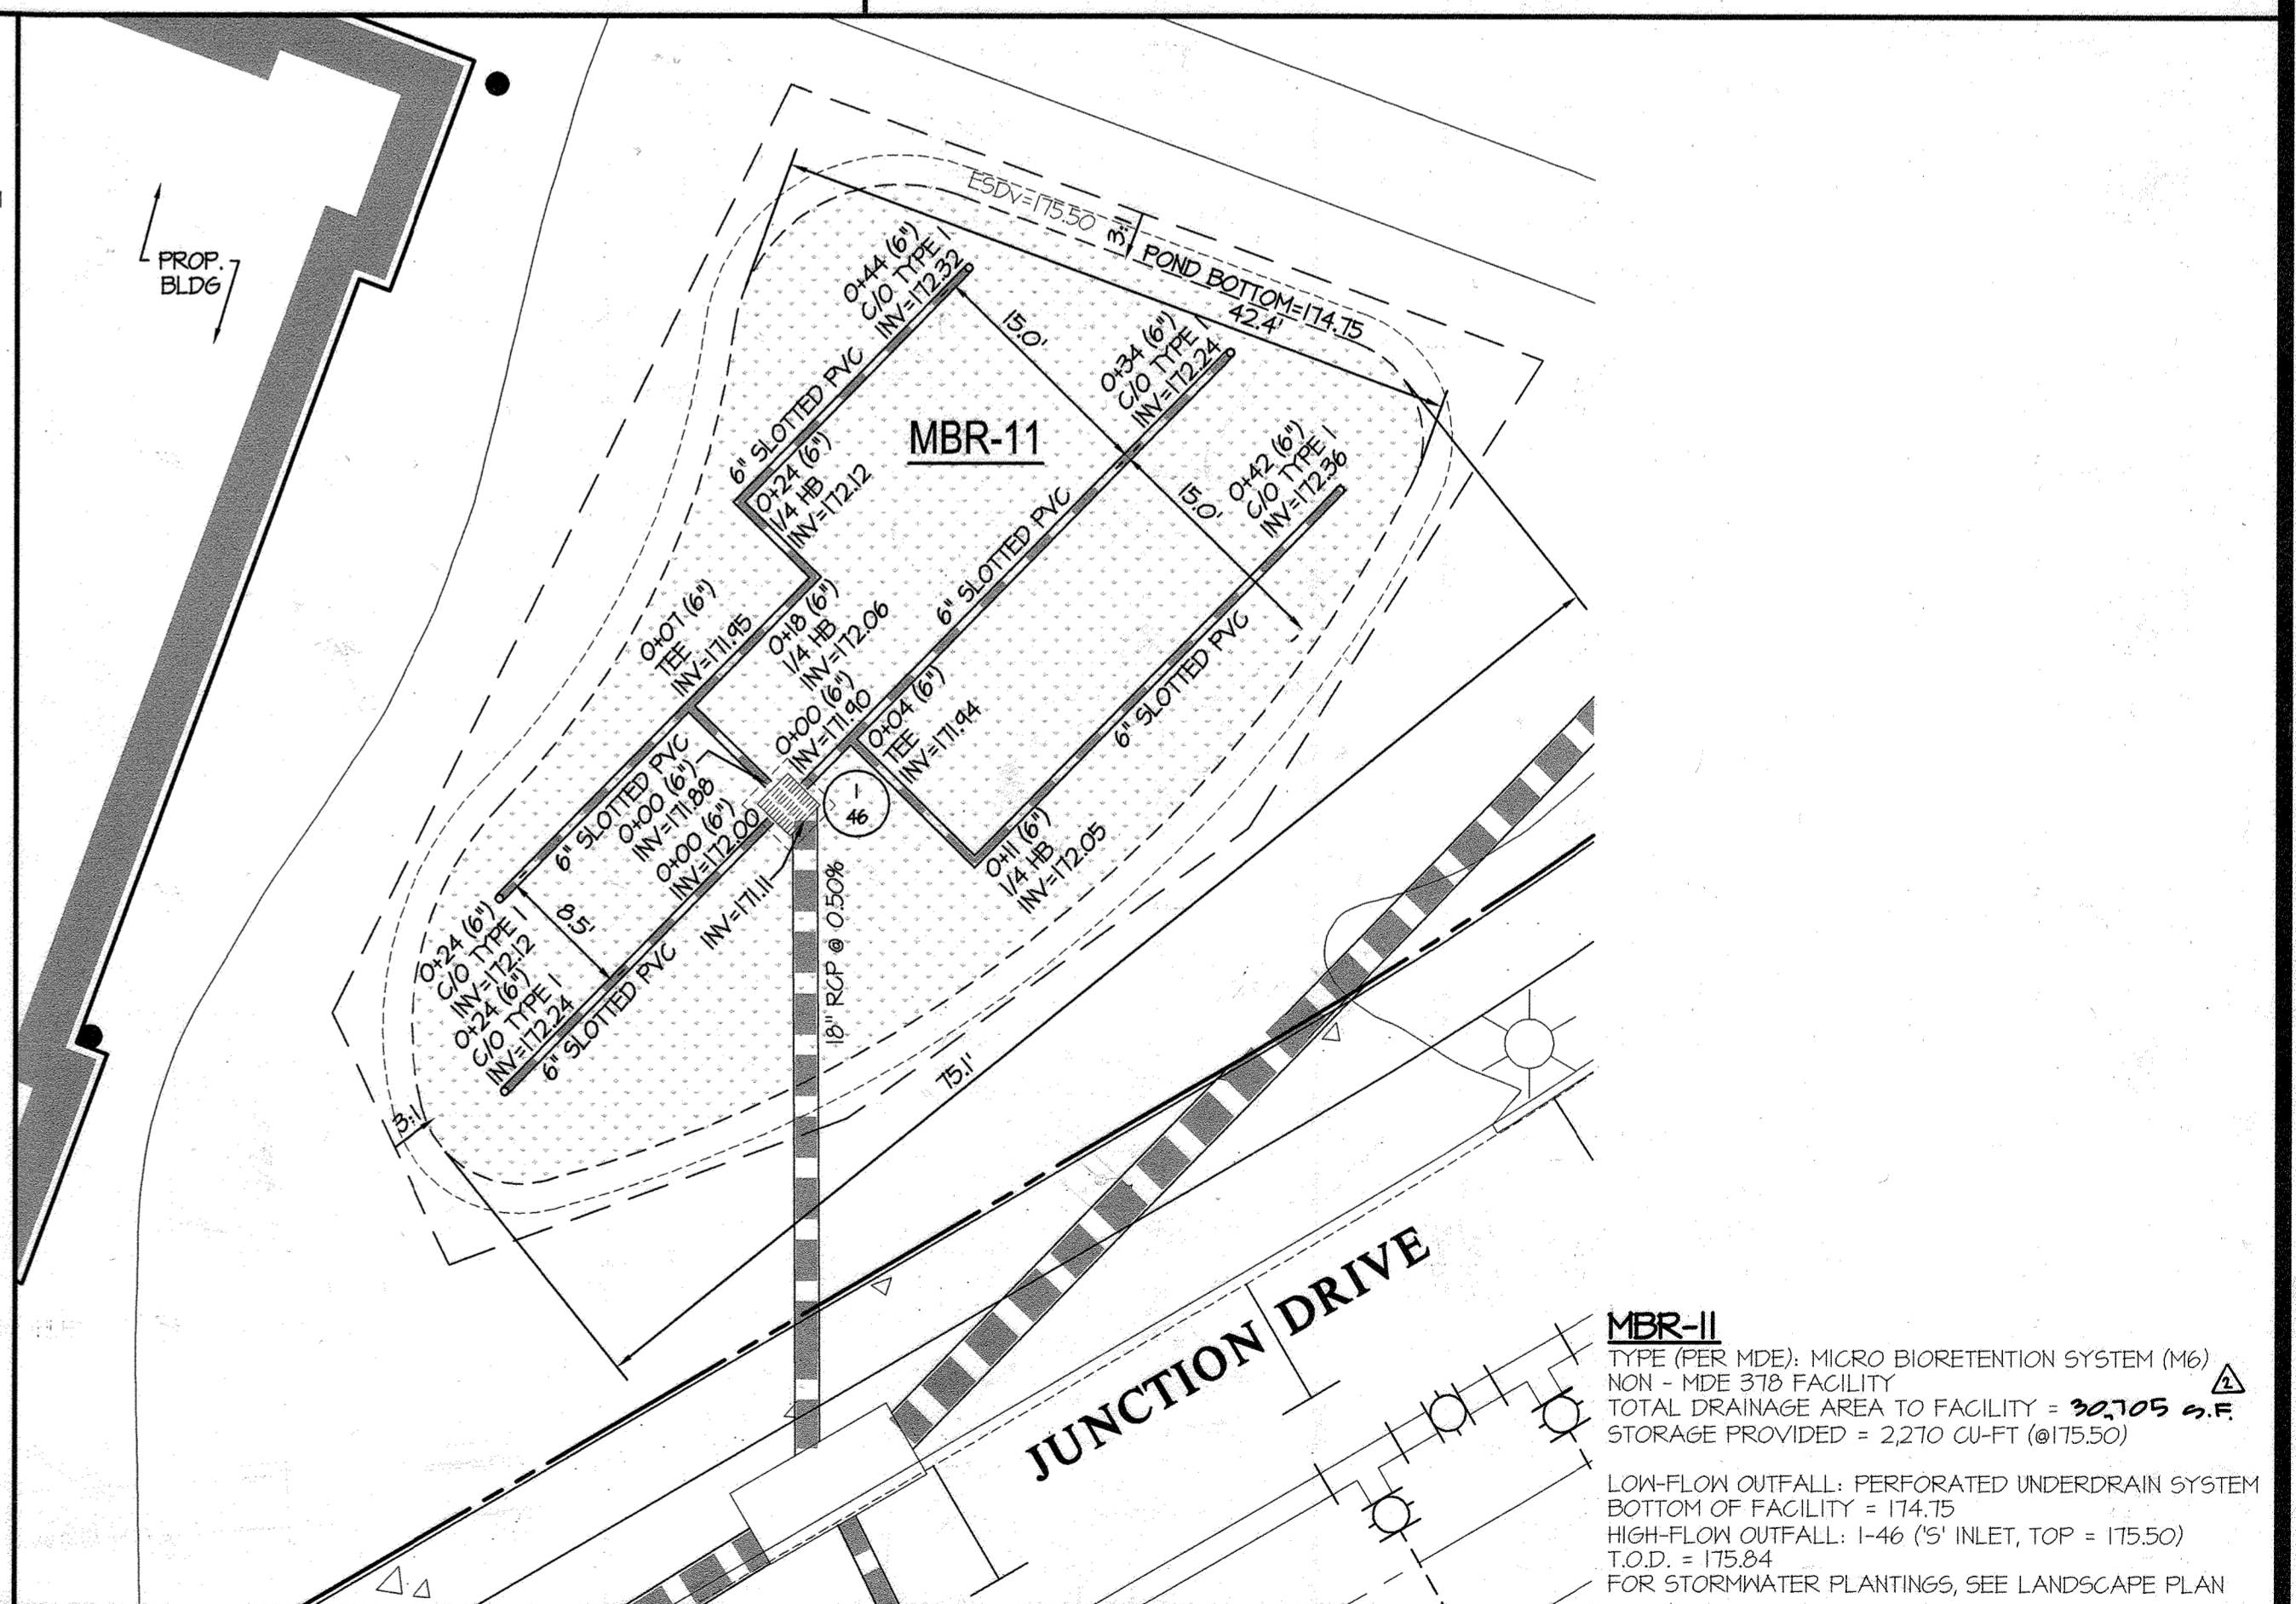 PROP.
BLDG
ESDv=175.50
3:1
POND BOTTOM=174.75
42.4'
0+44 (6")
C/O TYPE 1
INV=172.32
15.0'
0+34 (6")
C/O TYPE 1
INV=172.24
6" SLOTTED PVC
MBR-11
0+24 (6")
1/4 HB
INV=172.12
0+42 (6")
C/O TYPE 1
INV=172.36
15.0'
6" SLOTTED PVC
0+07 (6")
TEE
INV=171.95
0+18 (6")
1/4 HB
INV=172.06
0+00 (6")
INV=171.90
0+04 (6")
TEE
INV=171.94
6" SLOTTED PVC
6" SLOTTED PVC
0+00 (6")
INV=171.88
0+00 (6")
INV=172.00
1
46
0+11 (6")
1/4 HB
INV=172.05
INV=171.11
18" RCP @ 0.50%
8.5'
0+24 (6")
C/O TYPE 1
INV=172.12
0+24 (6")
C/O TYPE 1
INV=172.24
6" SLOTTED PVC
3:1
75.1'
JUNCTION DRIVE
MBR-11
TYPE (PER MDE): MICRO BIORETENTION SYSTEM (M6)
NON - MDE 378 FACILITY
2
TOTAL DRAINAGE AREA TO FACILITY = 30,705 S.F.
STORAGE PROVIDED = 2,270 CU-FT (@175.50)
LOW-FLOW OUTFALL: PERFORATED UNDERDRAIN SYSTEM
BOTTOM OF FACILITY = 174.75
HIGH-FLOW OUTFALL: I-46 ('S' INLET, TOP = 175.50)
T.O.D. = 175.84
FOR STORMWATER PLANTINGS, SEE LANDSCAPE PLAN